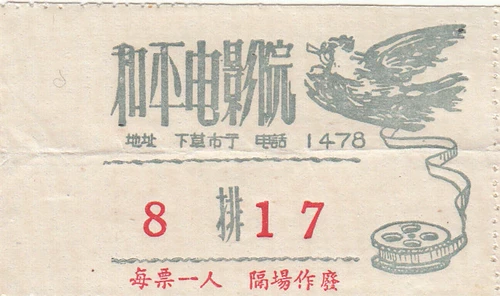 和平电影院
地址 下草市丁 电話 1478
8 排 17
每票一人 隔場作廢